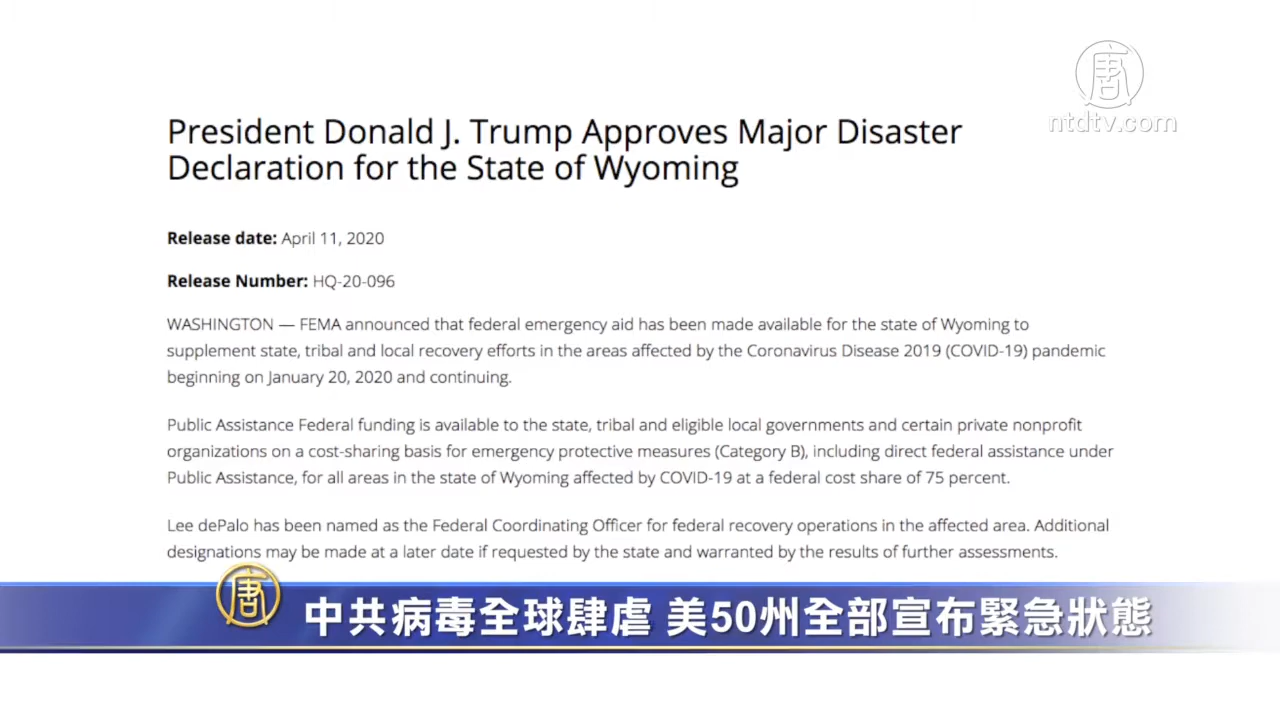 唐
ntdtv.com
President Donald J. Trump Approves Major Disaster
Declaration for the State of Wyoming
Release date: April 11, 2020
Release Number: HQ-20-096
WASHINGTON — FEMA announced that federal emergency aid has been made available for the state of Wyoming to
supplement state, tribal and local recovery efforts in the areas affected by the Coronavirus Disease 2019 (COVID-19) pandemic
beginning on January 20, 2020 and continuing.
Public Assistance Federal funding is available to the state, tribal and eligible local governments and certain private nonprofit
organizations on a cost-sharing basis for emergency protective measures (Category B), including direct federal assistance under
Public Assistance, for all areas in the state of Wyoming affected by COVID-19 at a federal cost share of 75 percent.
Lee dePalo has been named as the Federal Coordinating Officer for federal recovery operations in the affected area. Additional
designations may be made at a later date if requested by the state and warranted by the results of further assessments.
唐
中共病毒全球肆虐 美50州全部宣布緊急狀態